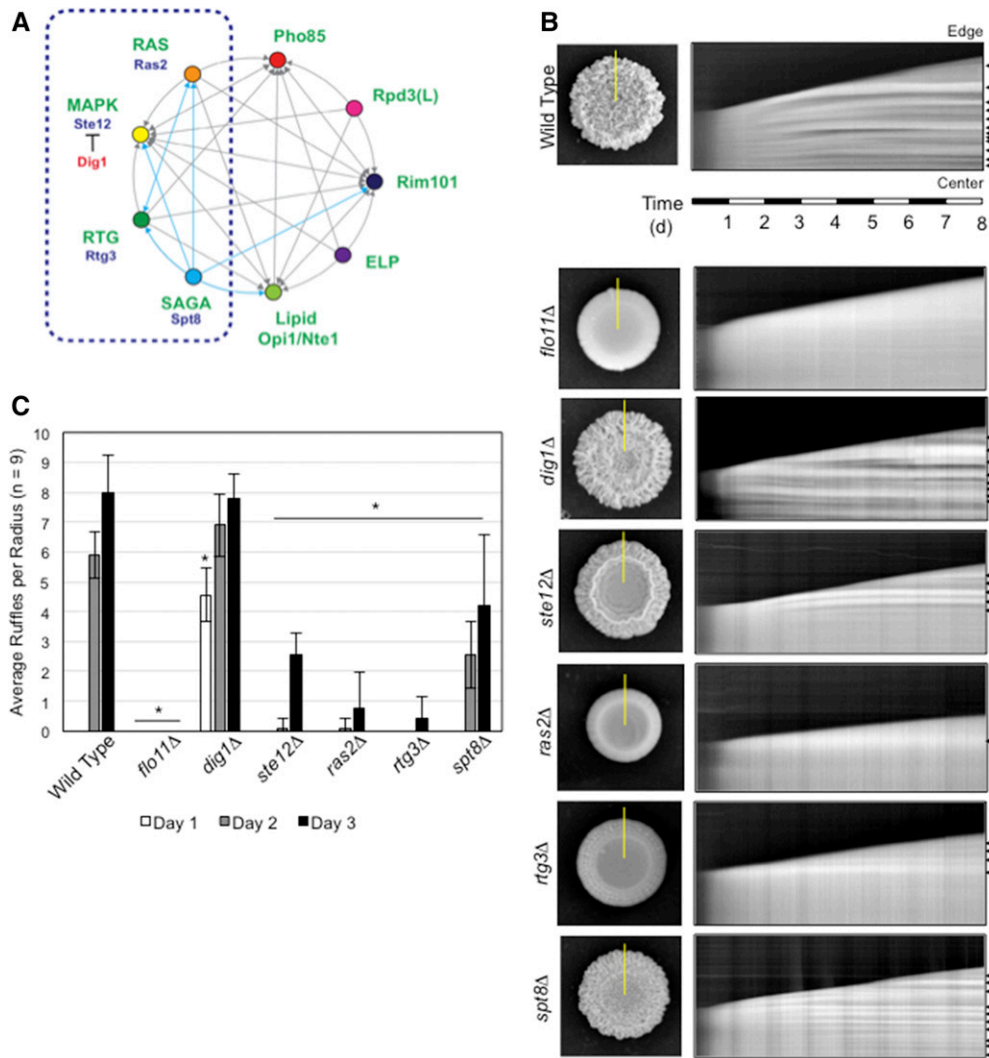 A
RAS
Ras2
Pho85
MAPK
Ste12
Dig1
Rpd3(L)
Rim101
RTG
Rtg3
ELP
SAGA
Spt8
Lipid
Opi1/Nte1
B
Edge
Wild Type
Center
Time
(d)
1 2 3 4 5 6 7 8
flo11Δ
dig1Δ
ste12Δ
ras2Δ
rtg3Δ
spt8Δ
C
Average Ruffles per Radius (n = 9)
10
9
8
7
6
5
4
3
2
1
0
*
*
*
Wild Type
flo11Δ
dig1Δ
ste12Δ
ras2Δ
rtg3Δ
spt8Δ
Day 1 Day 2 Day 3